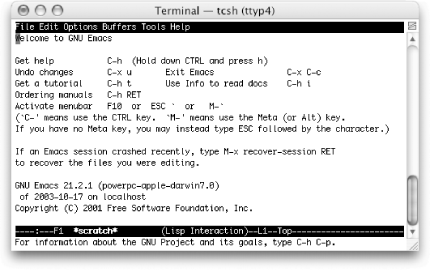 Terminal — tcsh (ttyp4)
File Edit Options Buffers Tools Help
Welcome to GNU Emacs
Get help C-h (Hold down CTRL and press h)
Undo changes C-x u Exit Emacs C-x C-c
Get a tutorial C-h t Use Info to read docs C-h i
Ordering manuals C-h RET
Activate menubar F10 or ESC ` or M-`
(`C-' means use the CTRL key. `M-' means use the Meta (or Alt) key.
If you have no Meta key, you may instead type ESC followed by the character.)
If an Emacs session crashed recently, type M-x recover-session RET
to recover the files you were editing.
GNU Emacs 21.2.1 (powerpc-apple-darwin7.0)
of 2003-10-17 on localhost
Copyright (C) 2001 Free Software Foundation, Inc.
----:---F1 *scratch* (Lisp Interaction)--L1--Top-----------------------
For information about the GNU Project and its goals, type C-h C-p.